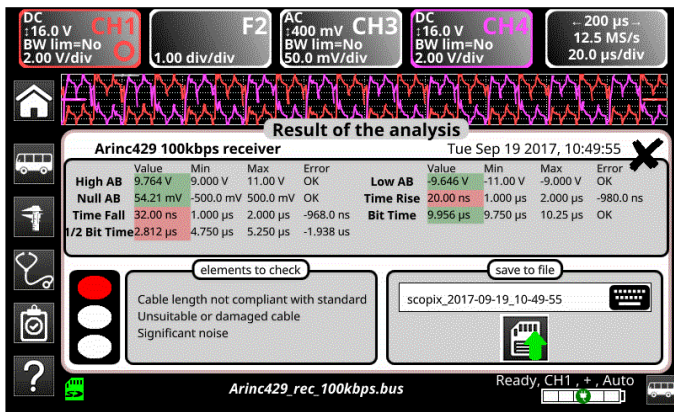 DC
↕16.0 V
CH1
BW lim=No
2.00 V/div
F2
1.00 div/div
AC
↕400 mV
CH3
BW lim=No
50.0 mV/div
DC
↕16.0 V
CH4
BW lim=No
2.00 V/div
←200 µs→
12.5 MS/s
20.0 µs/div
Result of the analysis
Arinc429 100kbps receiver Tue Sep 19 2017, 10:49:55
Value Min Max Error Value Min Max Error
High AB 9.764 V 9.000 V 11.00 V OK Low AB -9.646 V -11.00 V -9.000 V OK
Null AB 54.21 mV -500.0 mV 500.0 mV OK Time Rise 20.00 ns 1.000 µs 2.000 µs -980.0 ns
Time Fall 32.00 ns 1.000 µs 2.000 µs -968.0 ns Bit Time 9.956 µs 9.750 µs 10.25 µs OK
1/2 Bit Time 2.812 µs 4.750 µs 5.250 µs -1.938 us
elements to check
Cable length not compliant with standard
Unsuitable or damaged cable
Significant noise
save to file
scopix_2017-09-19_10-49-55
?
Arinc429_rec_100kbps.bus
Ready, CH1 , + , Auto